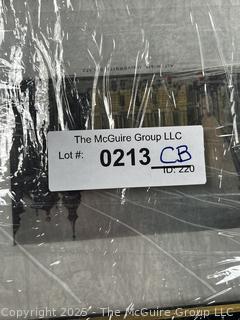 The McGuire Group LLC
Lot #: 0213 CB
ID: 220
Copyright © 2025 - The McGuire Group LLC